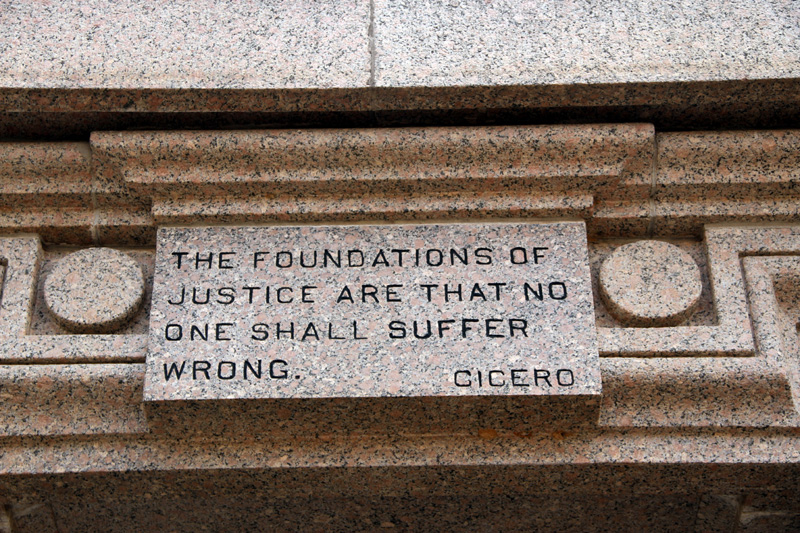 THE FOUNDATIONS OF
JUSTICE ARE THAT NO
ONE SHALL SUFFER
WRONG. CICERO